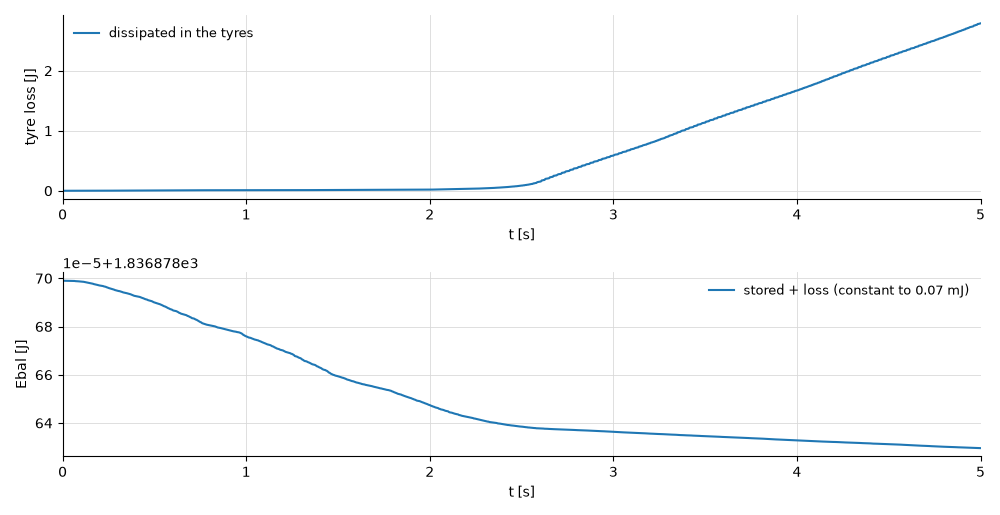 dissipated in the tyres
2
1
0
tyre loss [J]
0 1 2 3 4 5
t [s]
1e−5+1.836878e3
stored + loss (constant to 0.07 mJ)
70
68
66
64
Ebal [J]
0 1 2 3 4 5
t [s]